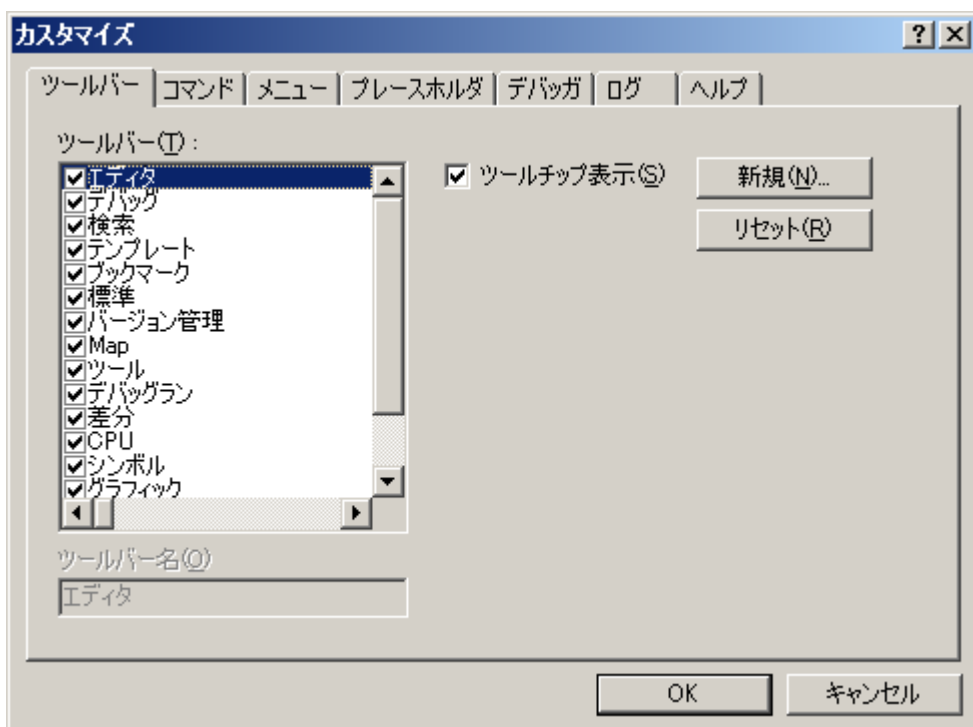 カスタマイズ
ツールバー コマンド メニュー プレースホルダ デバッガ ログ ヘルプ
ツールバー(T) :
エディタ
デバッグ
検索
テンプレート
ブックマーク
標準
バージョン管理
Map
ツール
デバッグラン
差分
CPU
シンボル
グラフィック
ツールチップ表示(S)
新規(N)...
リセット(R)
ツールバー名(O)
エディタ
OK
キャンセル